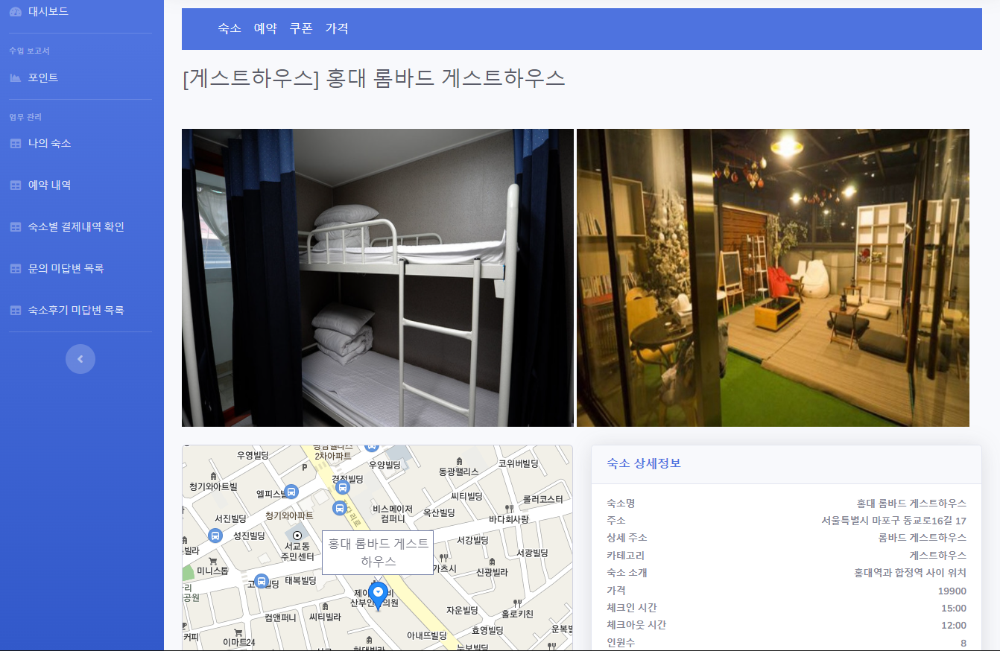 대시보드
수입 보고서
포인트
업무 관리
나의 숙소
예약 내역
숙소별 결제내역 확인
문의 미답변 목록
숙소후기 미답변 목록
숙소 예약 쿠폰 가격
[게스트하우스] 홍대 롬바드 게스트하우스
우영빌딩
2차아파트
P
우양빌딩
동광팰리스
코위버빌딩
청기와아트빌
엘피스빌
경정빌딩
씨티빌딩
롤러코스터
서진빌딩
청기와아파트
비스메이저
컴퍼니
옥산빌딩
바다회사랑
빌라
성진빌딩
서교동
주민센터
홍대 롬바드 게스트
하우스
서강빌딩
서광빌딩
미니스톱
태복빌딩
신광빌라
공원
산부인
의원
컴앤퍼니
씨티빌라
자운빌딩
홀로키친
커피
이마트24
아내뜨빌딩
효영빌딩
숙소 상세정보
숙소명 홍대 롬바드 게스트하우스
주소 서울특별시 마포구 동교로16길 17
상세 주소 롬바드 게스트하우스
카테고리 게스트하우스
숙소 소개 홍대역과 합정역 사이 위치
가격 19900
체크인 시간 15:00
체크아웃 시간 12:00
인원수 8